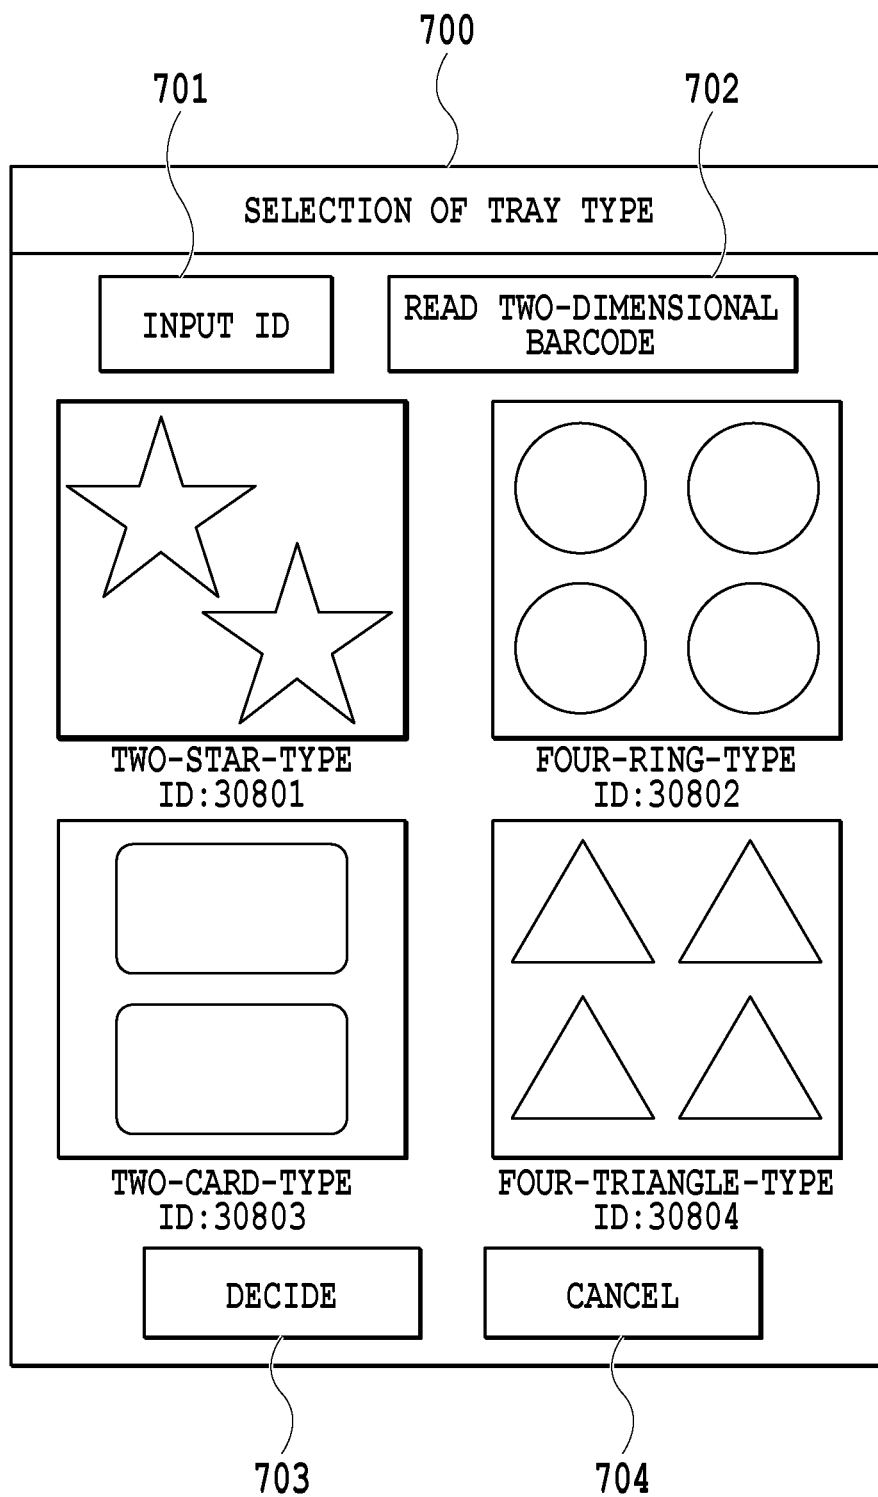 700
701
702
SELECTION OF TRAY TYPE
INPUT ID
READ TWO-DIMENSIONAL
BARCODE
TWO-STAR-TYPE
ID:30801
FOUR-RING-TYPE
ID:30802
TWO-CARD-TYPE
ID:30803
FOUR-TRIANGLE-TYPE
ID:30804
DECIDE
CANCEL
703
704